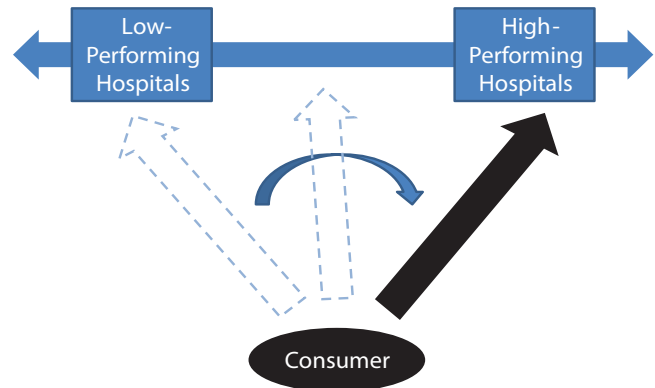 Low-
Performing
Hospitals
High-
Performing
Hospitals
Consumer